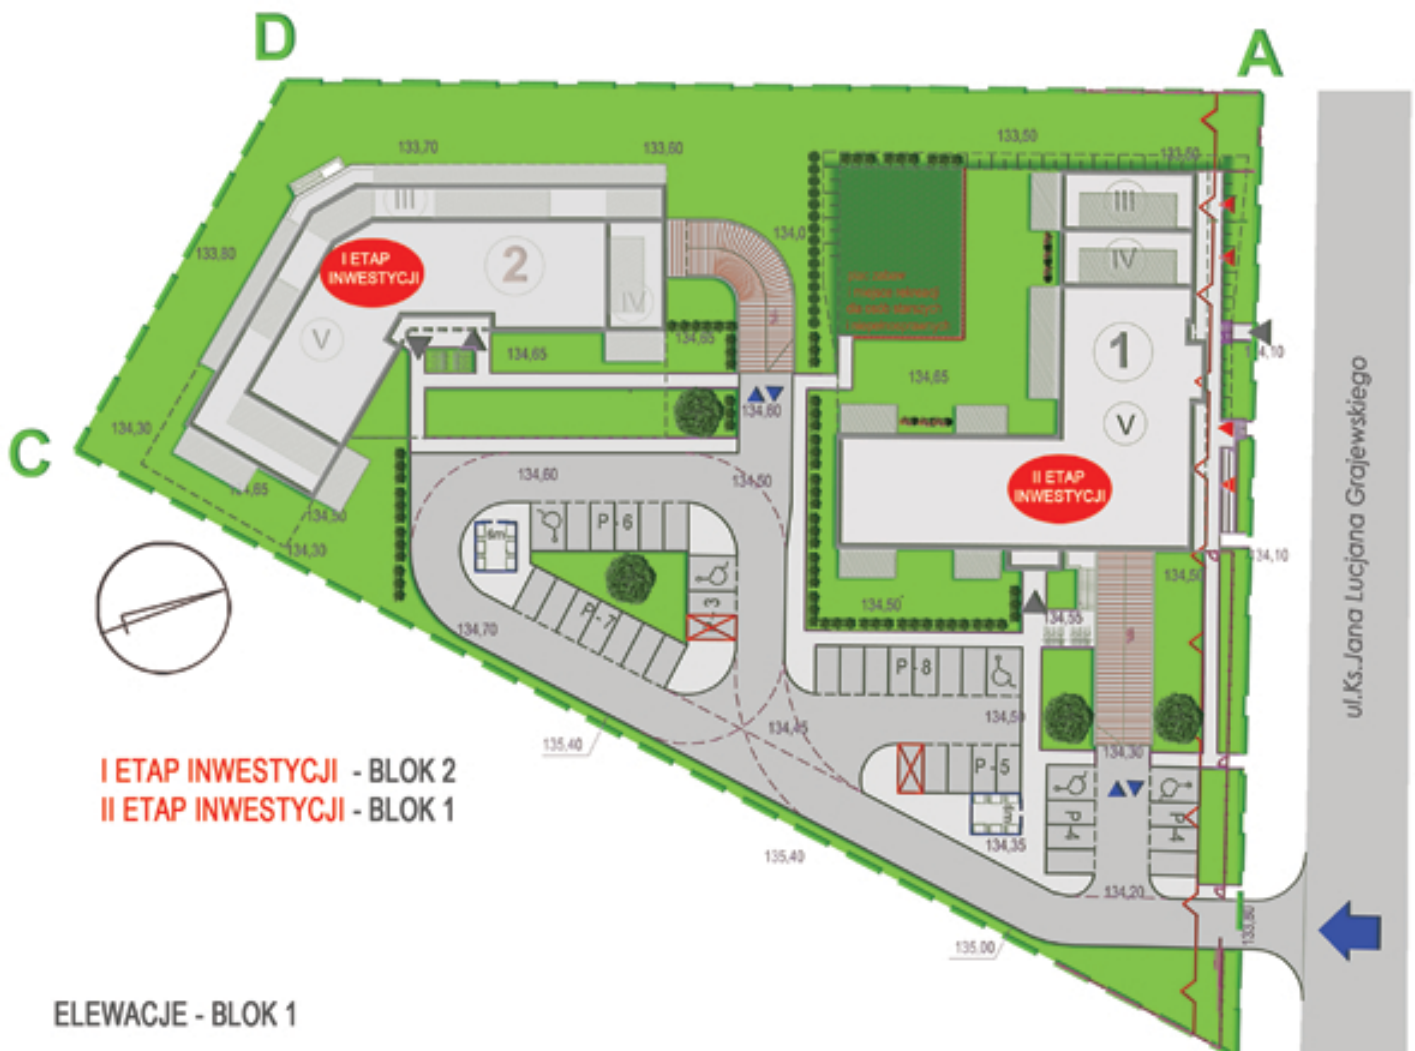 D
A
133,50
133,70
133,60
133,50
III
III
134,0
133,80
I ETAP
INWESTYCJI
2
IV
IV
V
134,65
134,65
1
134,10
134,65
134,60
V
C
134,30
134,60
134,50
134,65
II ETAP
INWESTYCJI
134,50
P-6
6m
134,30
134,10
134,50
134,50
P-7
3
134,55
134,70
P-8
134,50
134,45
135,40
134,30
P-5
I ETAP INWESTYCJI - BLOK 2
II ETAP INWESTYCJI - BLOK 1
P-4
P-4
134,35
135,40
134,20
133,80
135,00
ul.Ks.Jana Lucjana Grajewskiego
ELEWACJE - BLOK 1